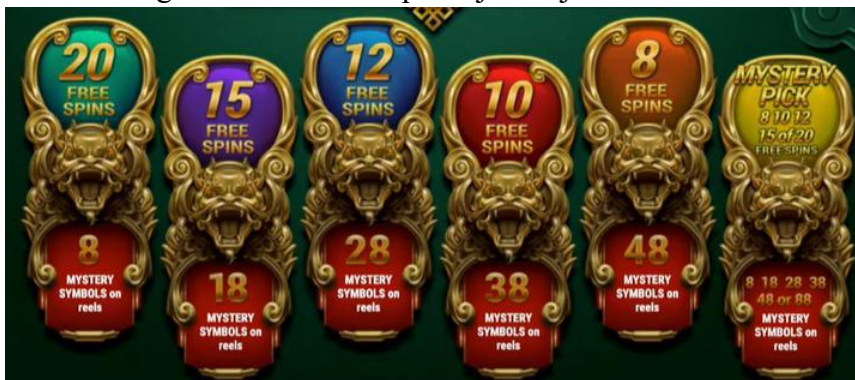 20
FREE
SPINS
8
MYSTERY
SYMBOLS on
reels
15
FREE
SPINS
18
MYSTERY
SYMBOLS on
reels
12
FREE
SPINS
28
MYSTERY
SYMBOLS on
reels
10
FREE
SPINS
38
MYSTERY
SYMBOLS on
reels
8
FREE
SPINS
48
MYSTERY
SYMBOLS on
reels
MYSTERY
PICK
8 10 12
15 of 20
FREE SPINS
8 18 28 38
48 or 88
MYSTERY
SYMBOLS on
reels